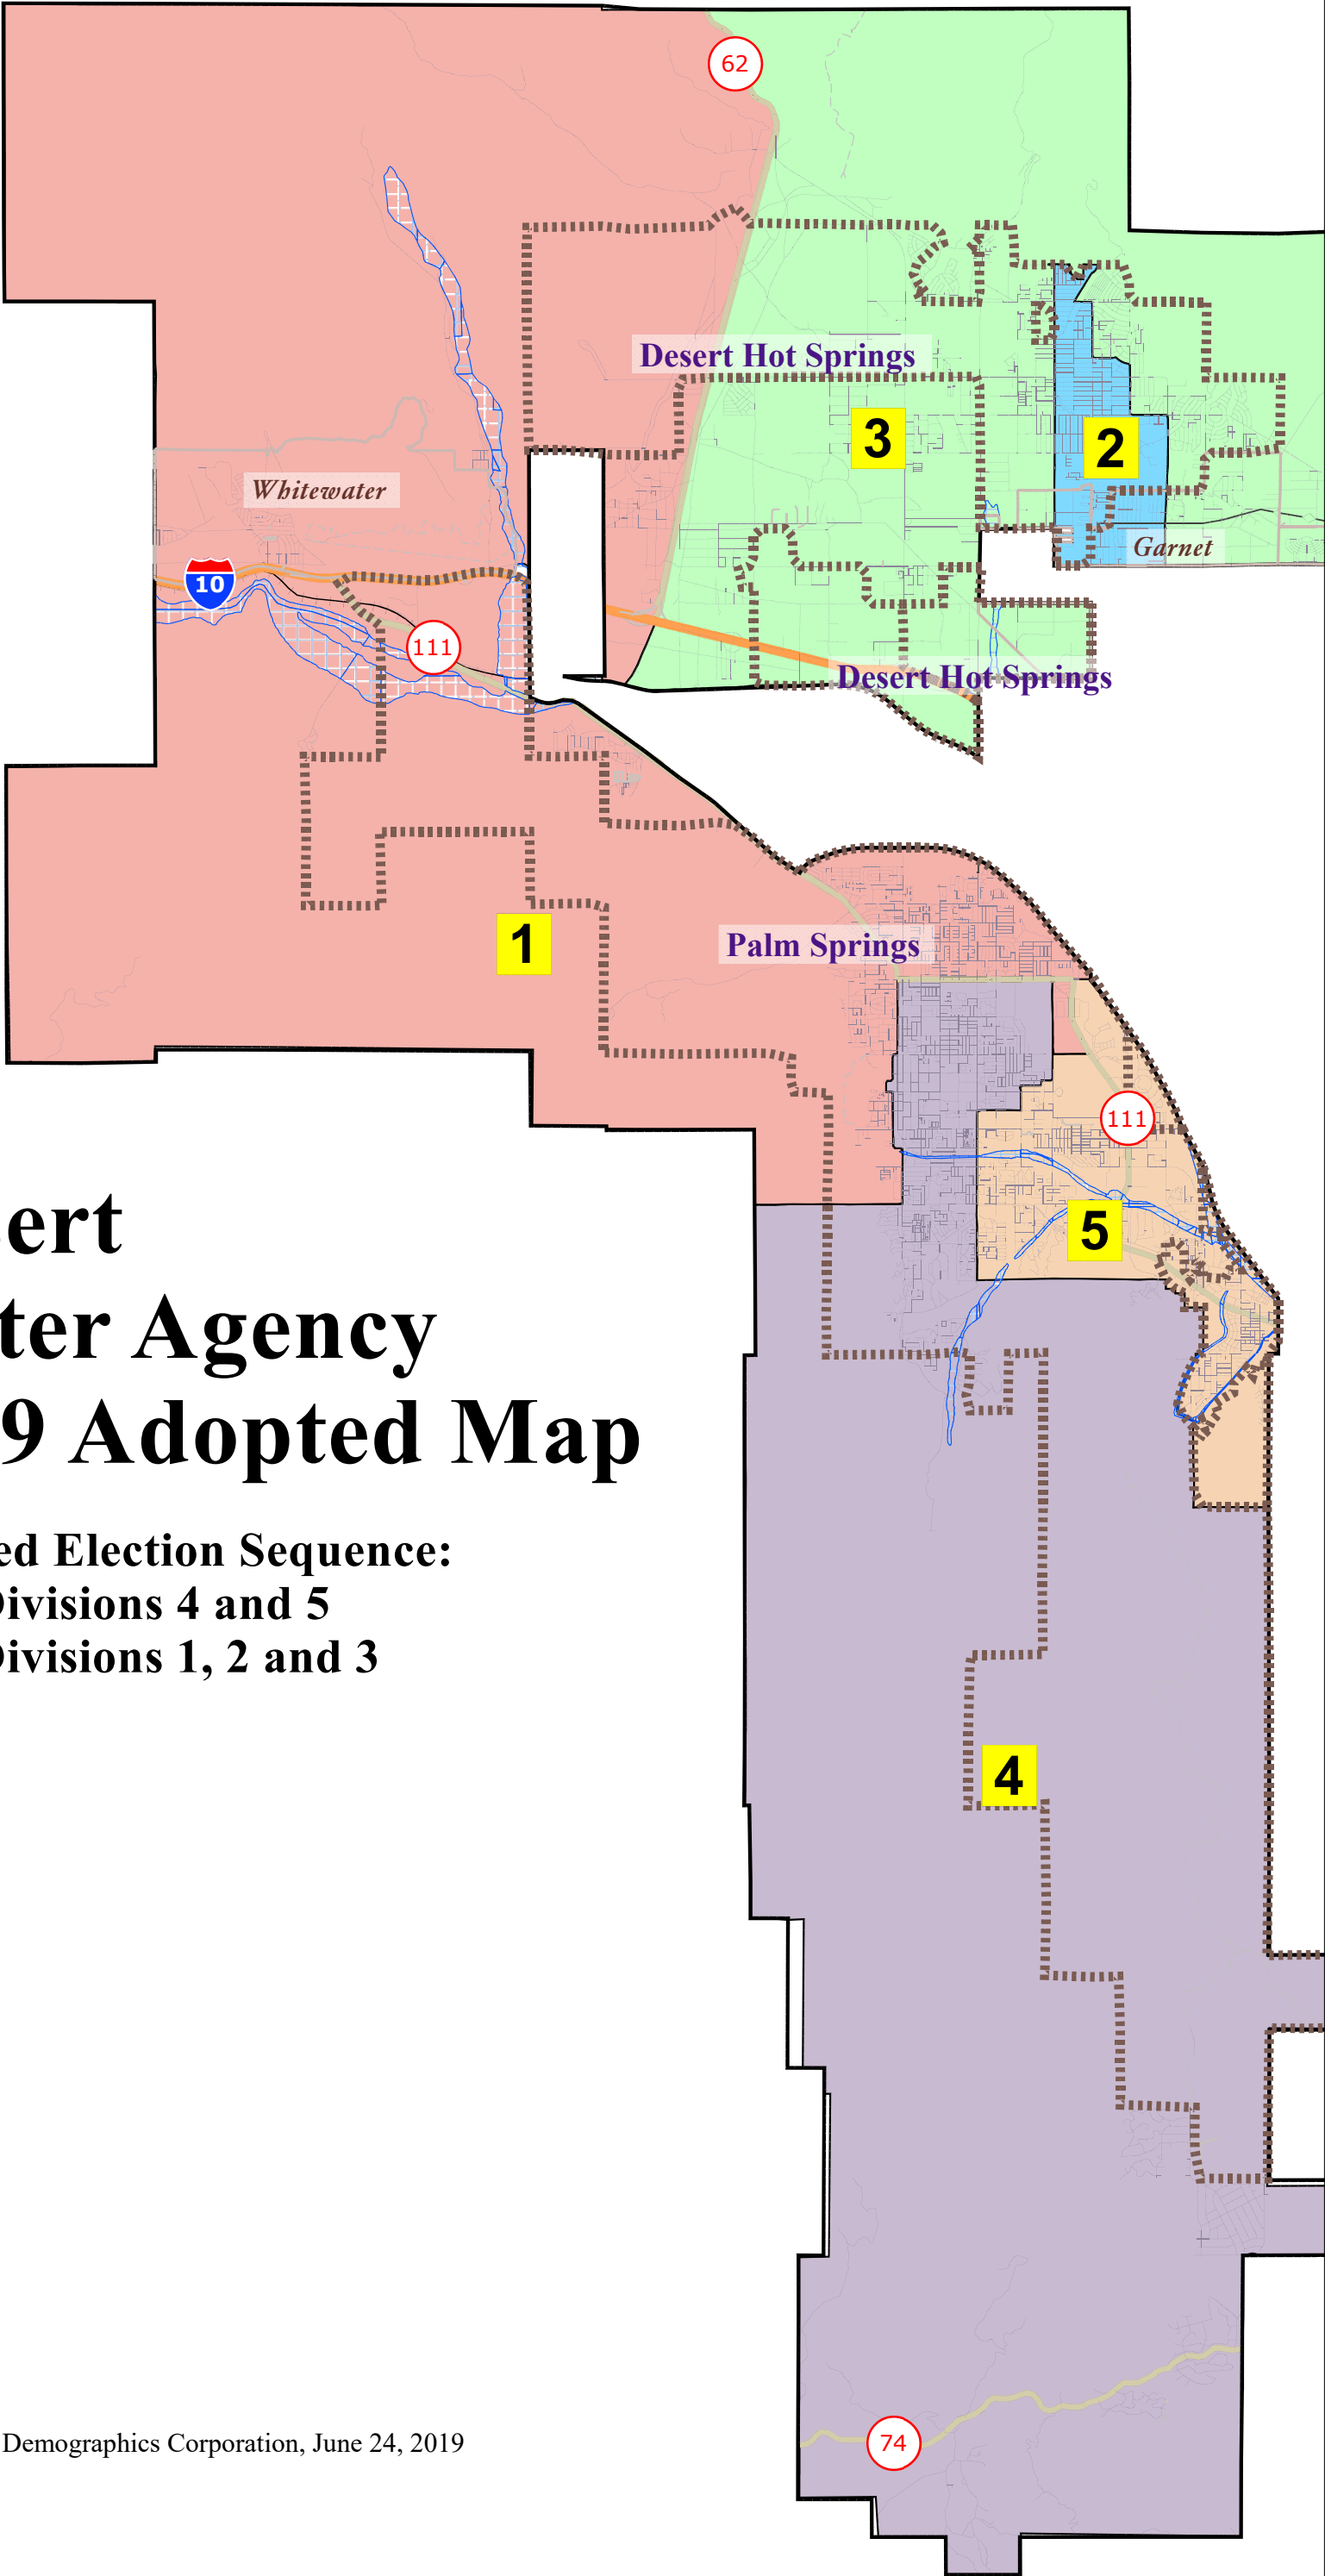 62
Desert Hot Springs
3
2
Whitewater
Garnet
10
111
Desert Hot Springs
1
Palm Springs
111
5
ert
ter Agency
9 Adopted Map
ed Election Sequence:
Divisions 4 and 5
Divisions 1, 2 and 3
4
Demographics Corporation, June 24, 2019
74